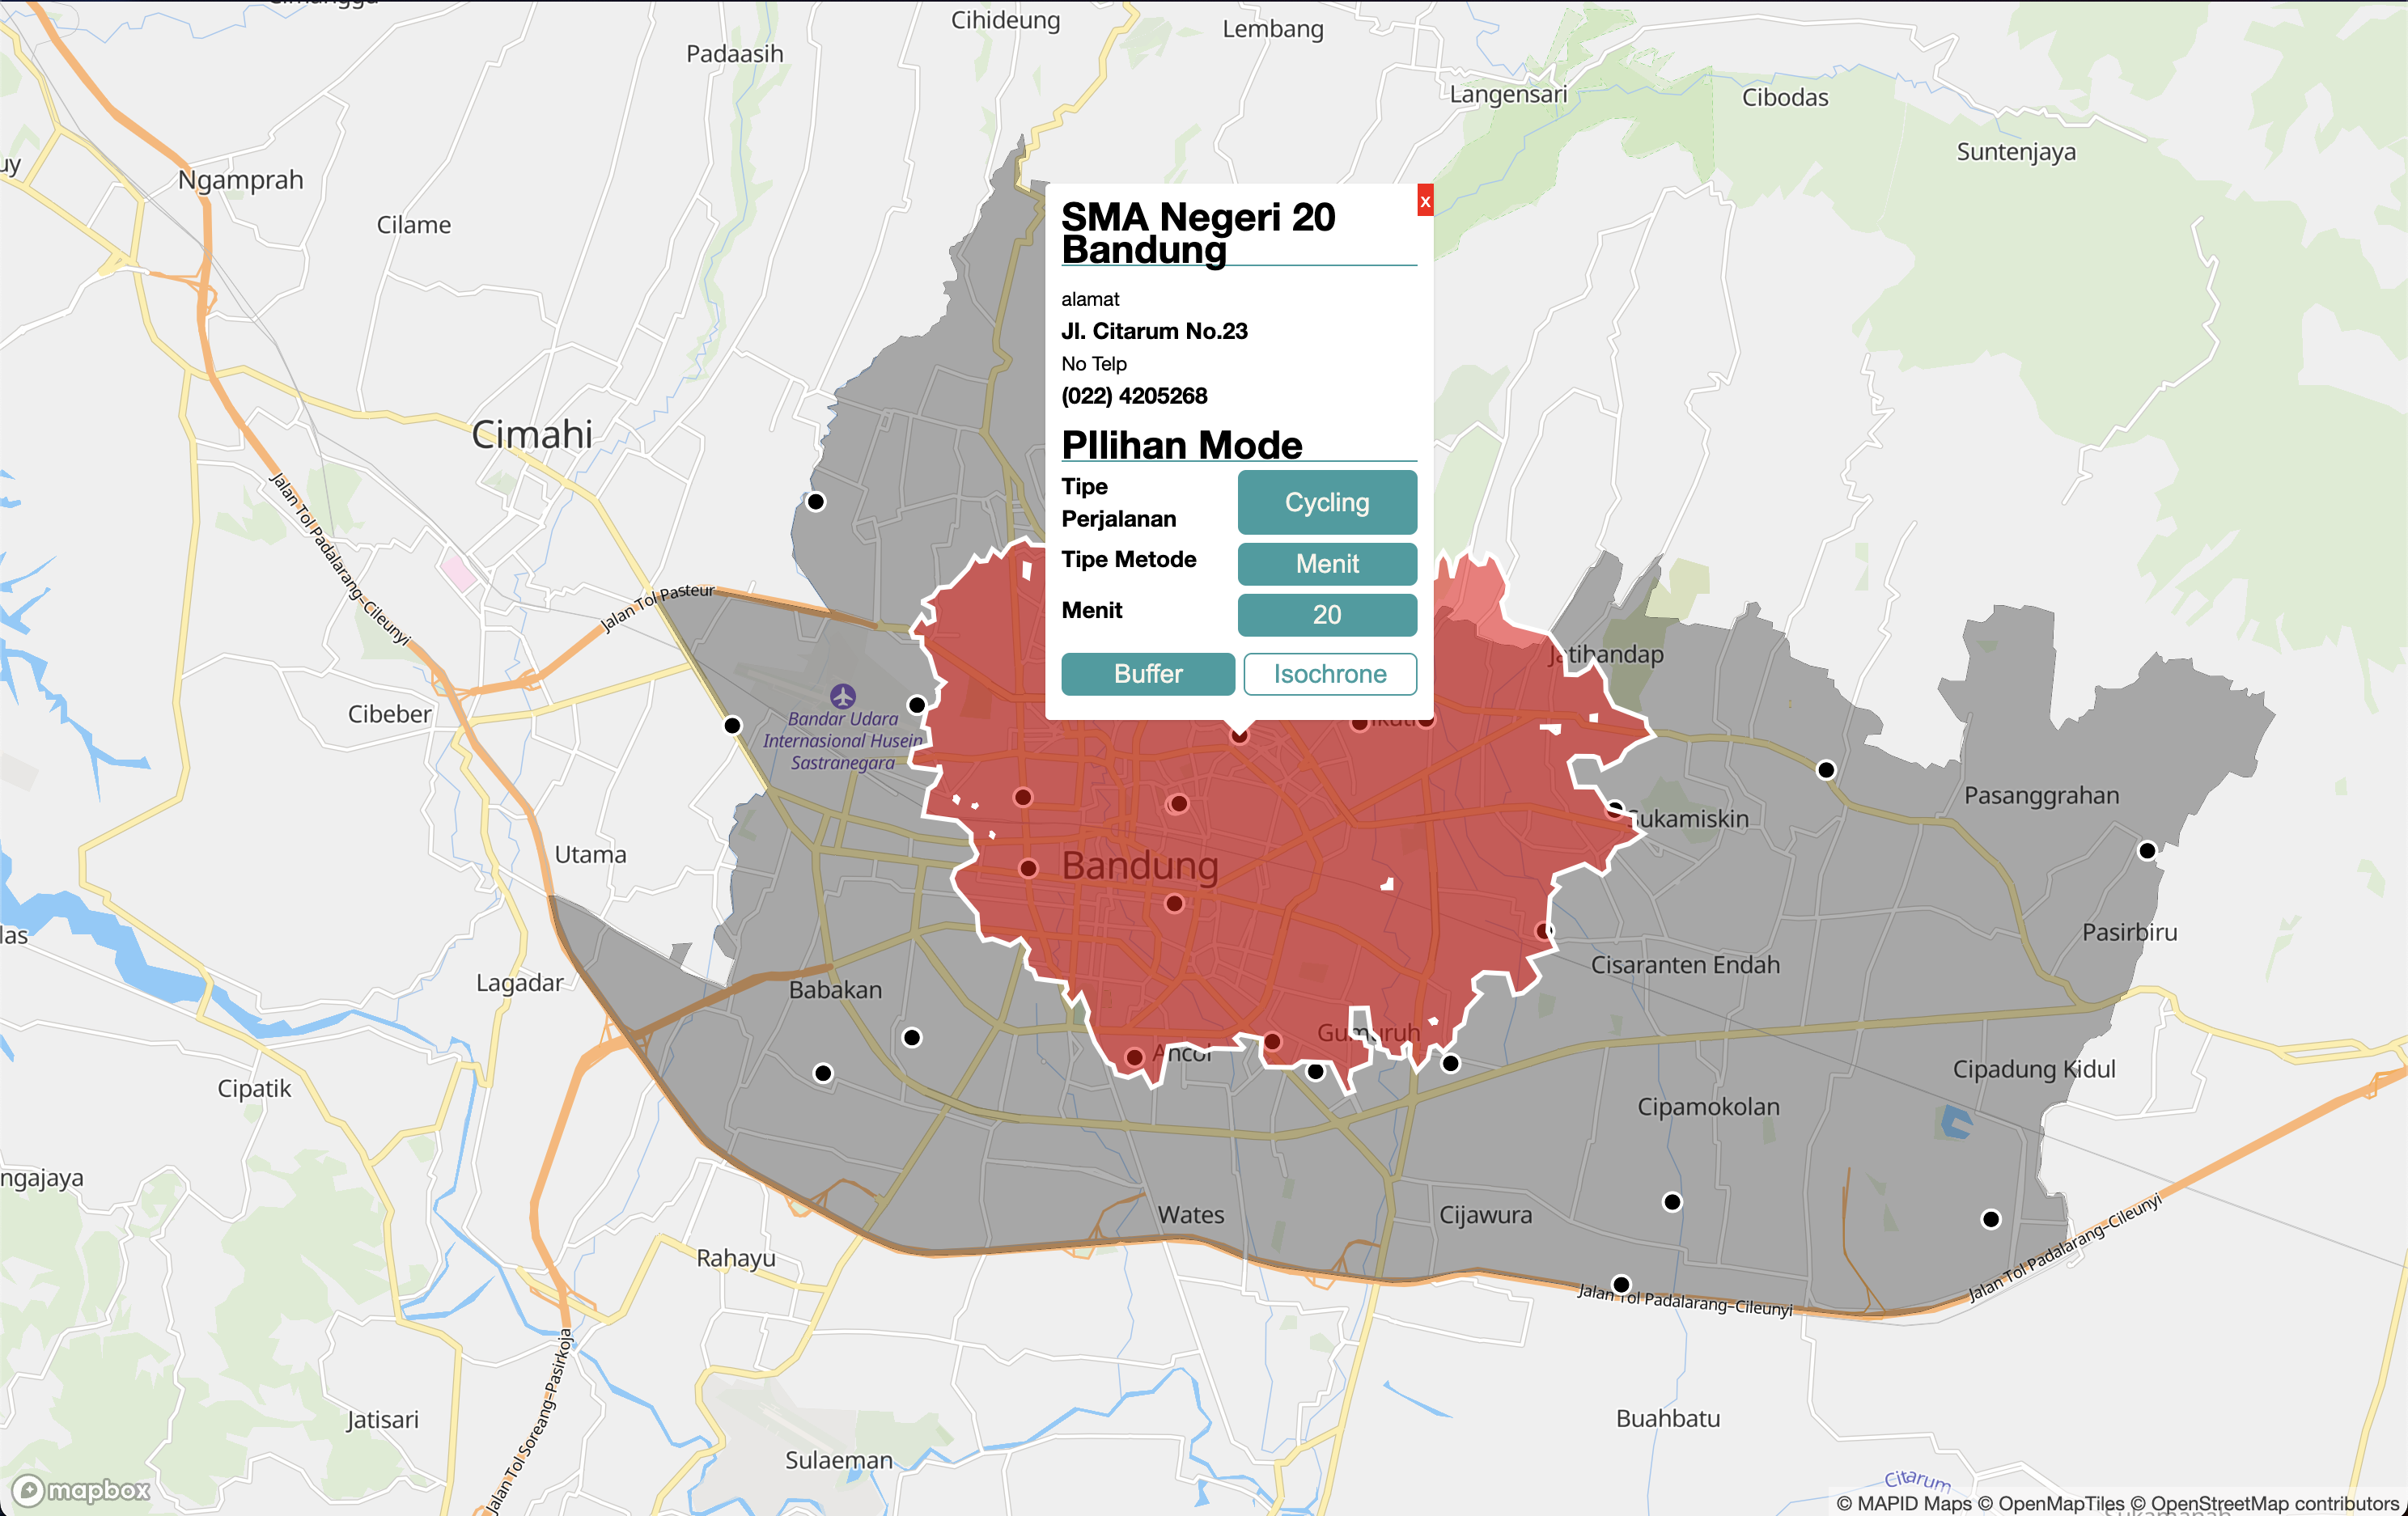 Cihideung
Lembang
Padaasih
Langensari
Cibodas
Suntenjaya
uy
Ngamprah
Cilame
x
SMA Negeri 20
Bandung
alamat
Jl. Citarum No.23
No Telp
(022) 4205268
PIlihan Mode
Tipe
Perjalanan
Cycling
Tipe Metode
Menit
Menit
20
Buffer
Isochrone
Cimahi
Jalan Tol Padalarang-Cileunyi
Jalan Tol Pasteur
Jatihandap
Cibeber
Bandar Udara
Internasional Husein
Sastranegara
Pasanggrahan
Sukamiskin
Utama
Bandung
las
Pasirbiru
Cisaranten Endah
Lagadar
Babakan
Gumuruh
Ancol
Cipatik
Cipadung Kidul
Cipamokolan
ngajaya
Wates
Cijawura
Rahayu
Jalan Tol Padalarang-Cileunyi
Jalan Tol Padalarang-Cileunyi
Jalan Tol Soreang-Pasirkoja
Jatisari
Buahbatu
Sulaeman
Citarum
mapbox
© MAPID Maps © OpenMapTiles © OpenStreetMap contributors